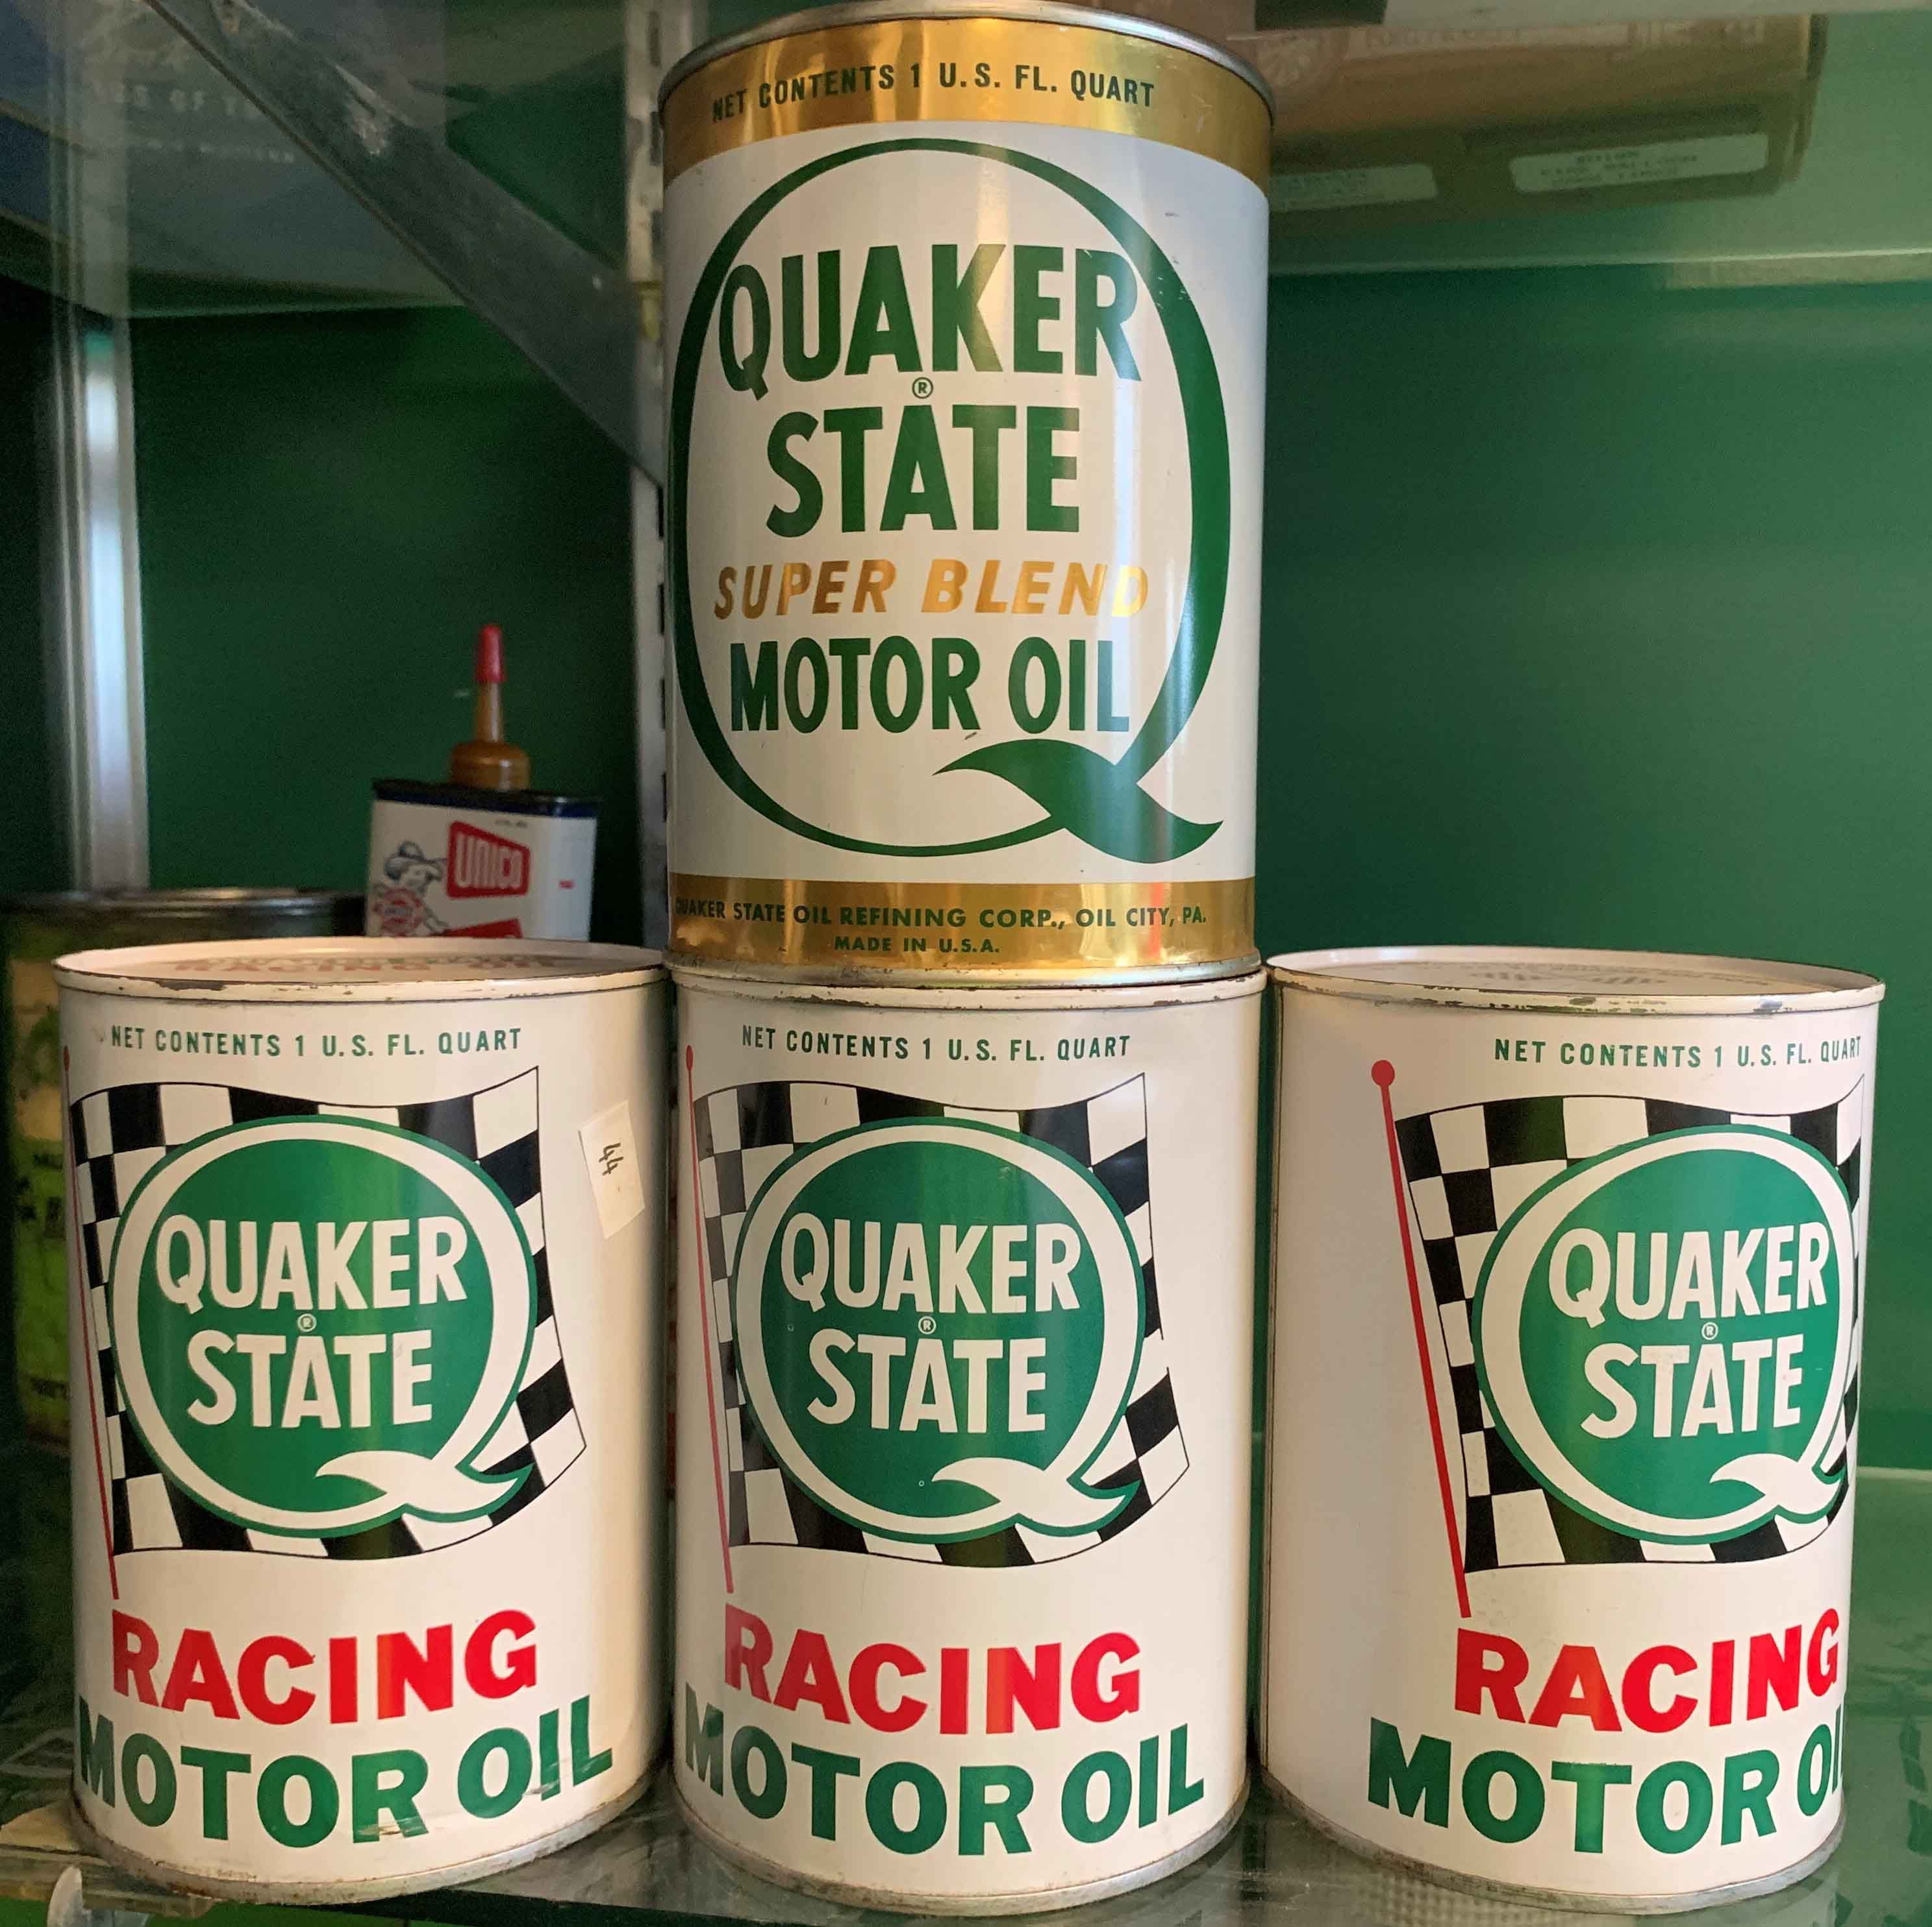 NET CONTENTS 1 U.S. FL. QUART
QUAKER
®
STATE
SUPER BLEND
MOTOR OIL
QUAKER STATE OIL REFINING CORP., OIL CITY, PA.
MADE IN U.S.A.
UNICO
NET CONTENTS 1 U.S. FL. QUART
QUAKER
®
STATE
RACING
MOTOR OIL
44
NET CONTENTS 1 U.S. FL. QUART
QUAKER
®
STATE
RACING
MOTOR OIL
NET CONTENTS 1 U.S. FL. QUART
QUAKER
®
STATE
RACING
MOTOR OI